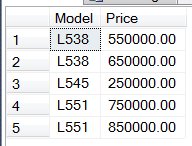 Model Price
1 L538 550000.00
2 L538 650000.00
3 L545 250000.00
4 L551 750000.00
5 L551 850000.00